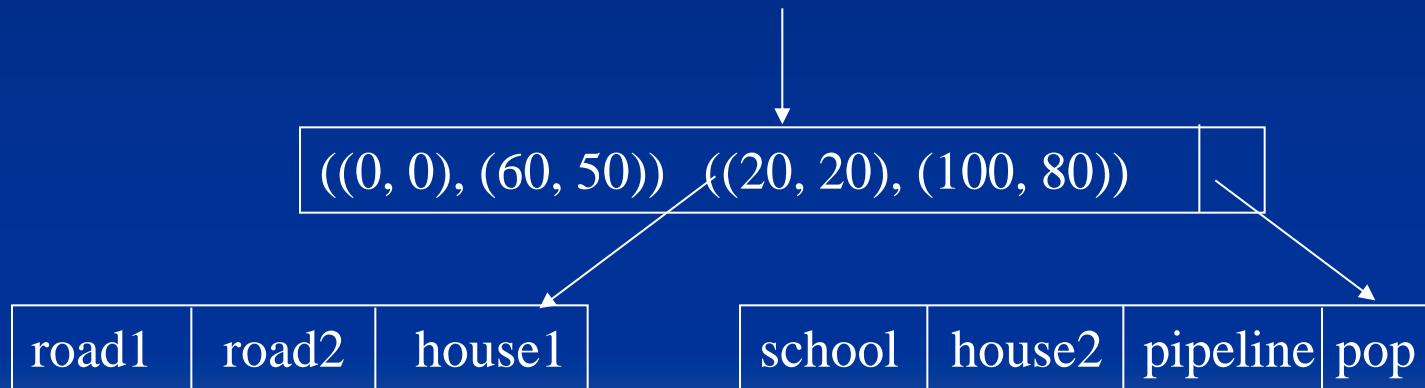 ((0, 0), (60, 50)) ((20, 20), (100, 80))
road1 road2 house1 school house2 pipeline pop